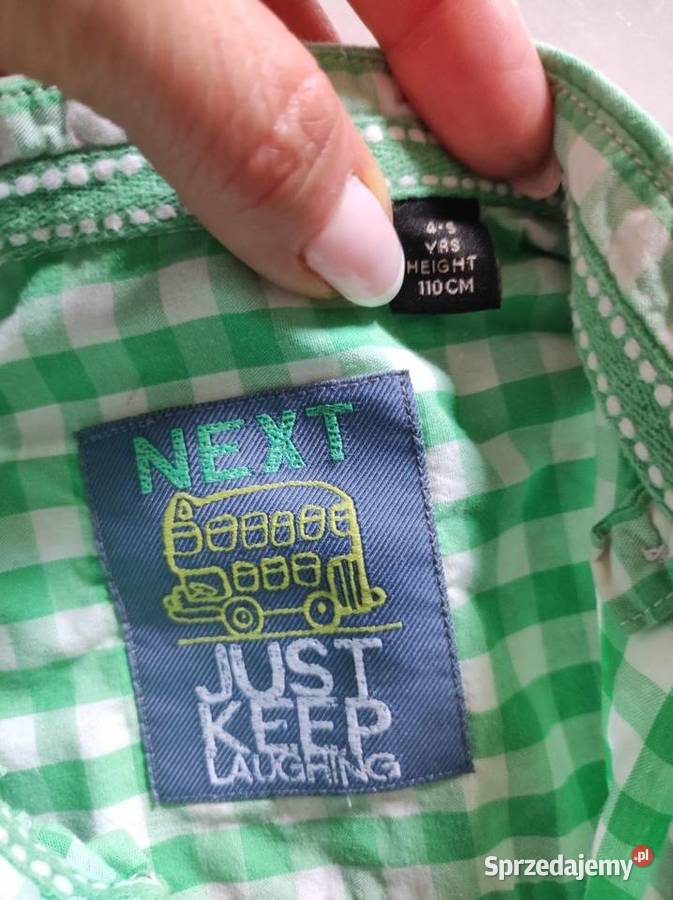 4-5
YRS
HEIGHT
110CM
NEXT
JUST
KEEP
LAUGHING
Sprzedajemy.pl